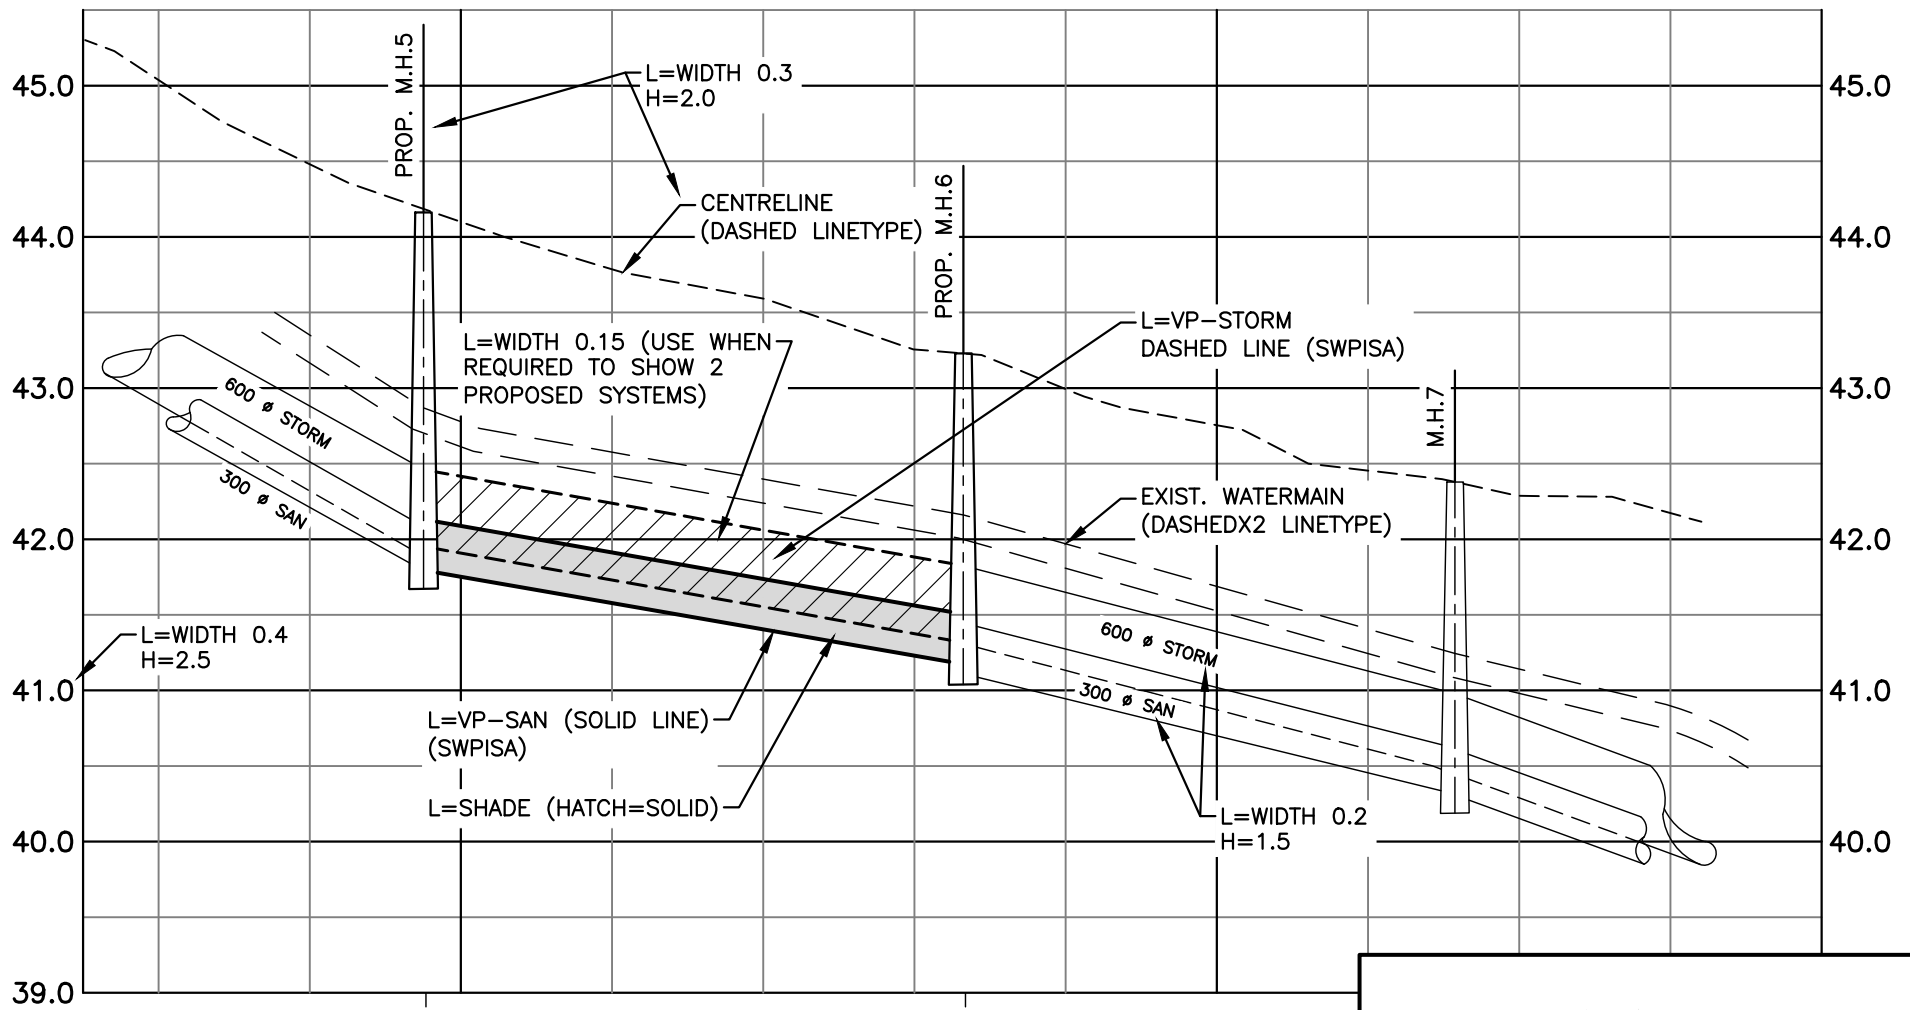 PROP. M.H.5
L=WIDTH 0.3
H=2.0
45.0
45.0
CENTRELINE
(DASHED LINETYPE)
PROP. M.H.6
44.0
44.0
L=WIDTH 0.15 (USE WHEN
REQUIRED TO SHOW 2
PROPOSED SYSTEMS)
L=VP-STORM
DASHED LINE (SWPISA)
43.0
43.0
600 ø STORM
M.H.7
300 ø SAN
EXIST. WATERMAIN
(DASHEDX2 LINETYPE)
42.0
42.0
L=WIDTH 0.4
H=2.5
600 ø STORM
41.0
41.0
300 ø SAN
L=VP-SAN (SOLID LINE)
(SWPISA)
L=SHADE (HATCH=SOLID)
L=WIDTH 0.2
H=1.5
40.0
40.0
39.0